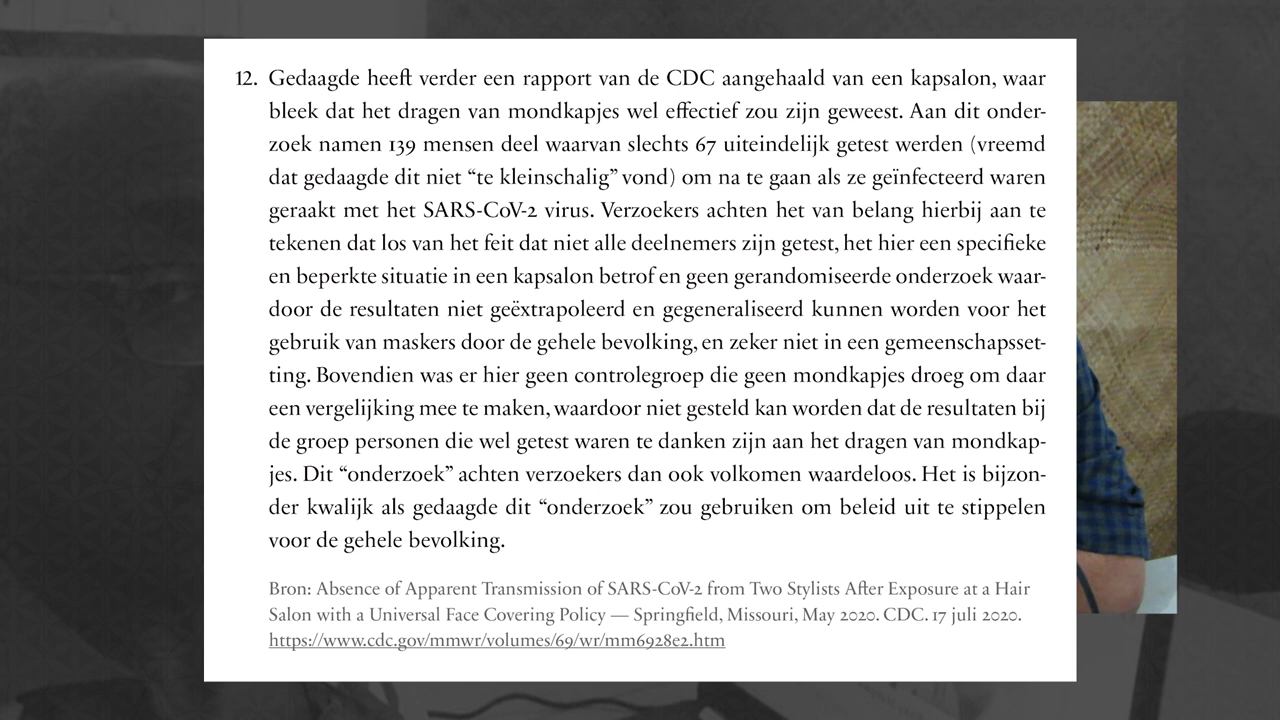 12. Gedaagde heeft verder een rapport van de CDC aangehaald van een kapsalon, waar
bleek dat het dragen van mondkapjes wel effectief zou zijn geweest. Aan dit onder-
zoek namen 139 mensen deel waarvan slechts 67 uiteindelijk getest werden (vreemd
dat gedaagde dit niet “te kleinschalig” vond) om na te gaan als ze geïnfecteerd waren
geraakt met het SARS-CoV-2 virus. Verzoekers achten het van belang hierbij aan te
tekenen dat los van het feit dat niet alle deelnemers zijn getest, het hier een specifieke
en beperkte situatie in een kapsalon betrof en geen gerandomiseerde onderzoek waar-
door de resultaten niet geëxtrapoleerd en gegeneraliseerd kunnen worden voor het
gebruik van maskers door de gehele bevolking, en zeker niet in een gemeenschapsset-
ting. Bovendien was er hier geen controlegroep die geen mondkapjes droeg om daar
een vergelijking mee te maken, waardoor niet gesteld kan worden dat de resultaten bij
de groep personen die wel getest waren te danken zijn aan het dragen van mondkap-
jes. Dit “onderzoek” achten verzoekers dan ook volkomen waardeloos. Het is bijzon-
der kwalijk als gedaagde dit “onderzoek” zou gebruiken om beleid uit te stippelen
voor de gehele bevolking.
Bron: Absence of Apparent Transmission of SARS-CoV-2 from Two Stylists After Exposure at a Hair
Salon with a Universal Face Covering Policy — Springfield, Missouri, May 2020. CDC. 17 juli 2020.
https://www.cdc.gov/mmwr/volumes/69/wr/mm6928e2.htm